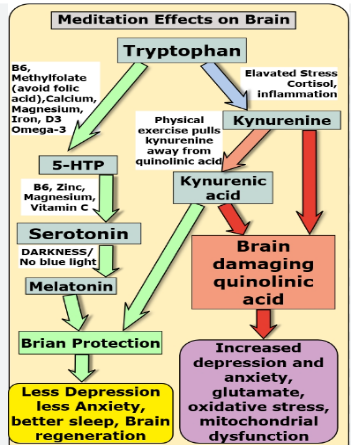 Meditation Effects on Brain
Tryptophan
B6,
Methylfolate
(avoid folic
acid),Calcium,
Magnesium,
Iron, D3
Omega-3
Elavated Stress
Cortisol,
inflammation
Physical
exercise pulls
kynurenine
away from
quinolinic acid
Kynurenine
5-HTP
Kynurenic
acid
B6, Zinc,
Magnesium,
Vitamin C
Serotonin
DARKNESS/
No blue light
Melatonin
Brain
damaging
quinolinic
acid
Brian Protection
Less Depression
less Anxiety,
better sleep, Brain
regeneration
Increased
depression and
anxiety,
glutamate,
oxidative stress,
mitochondrial
dysfunction